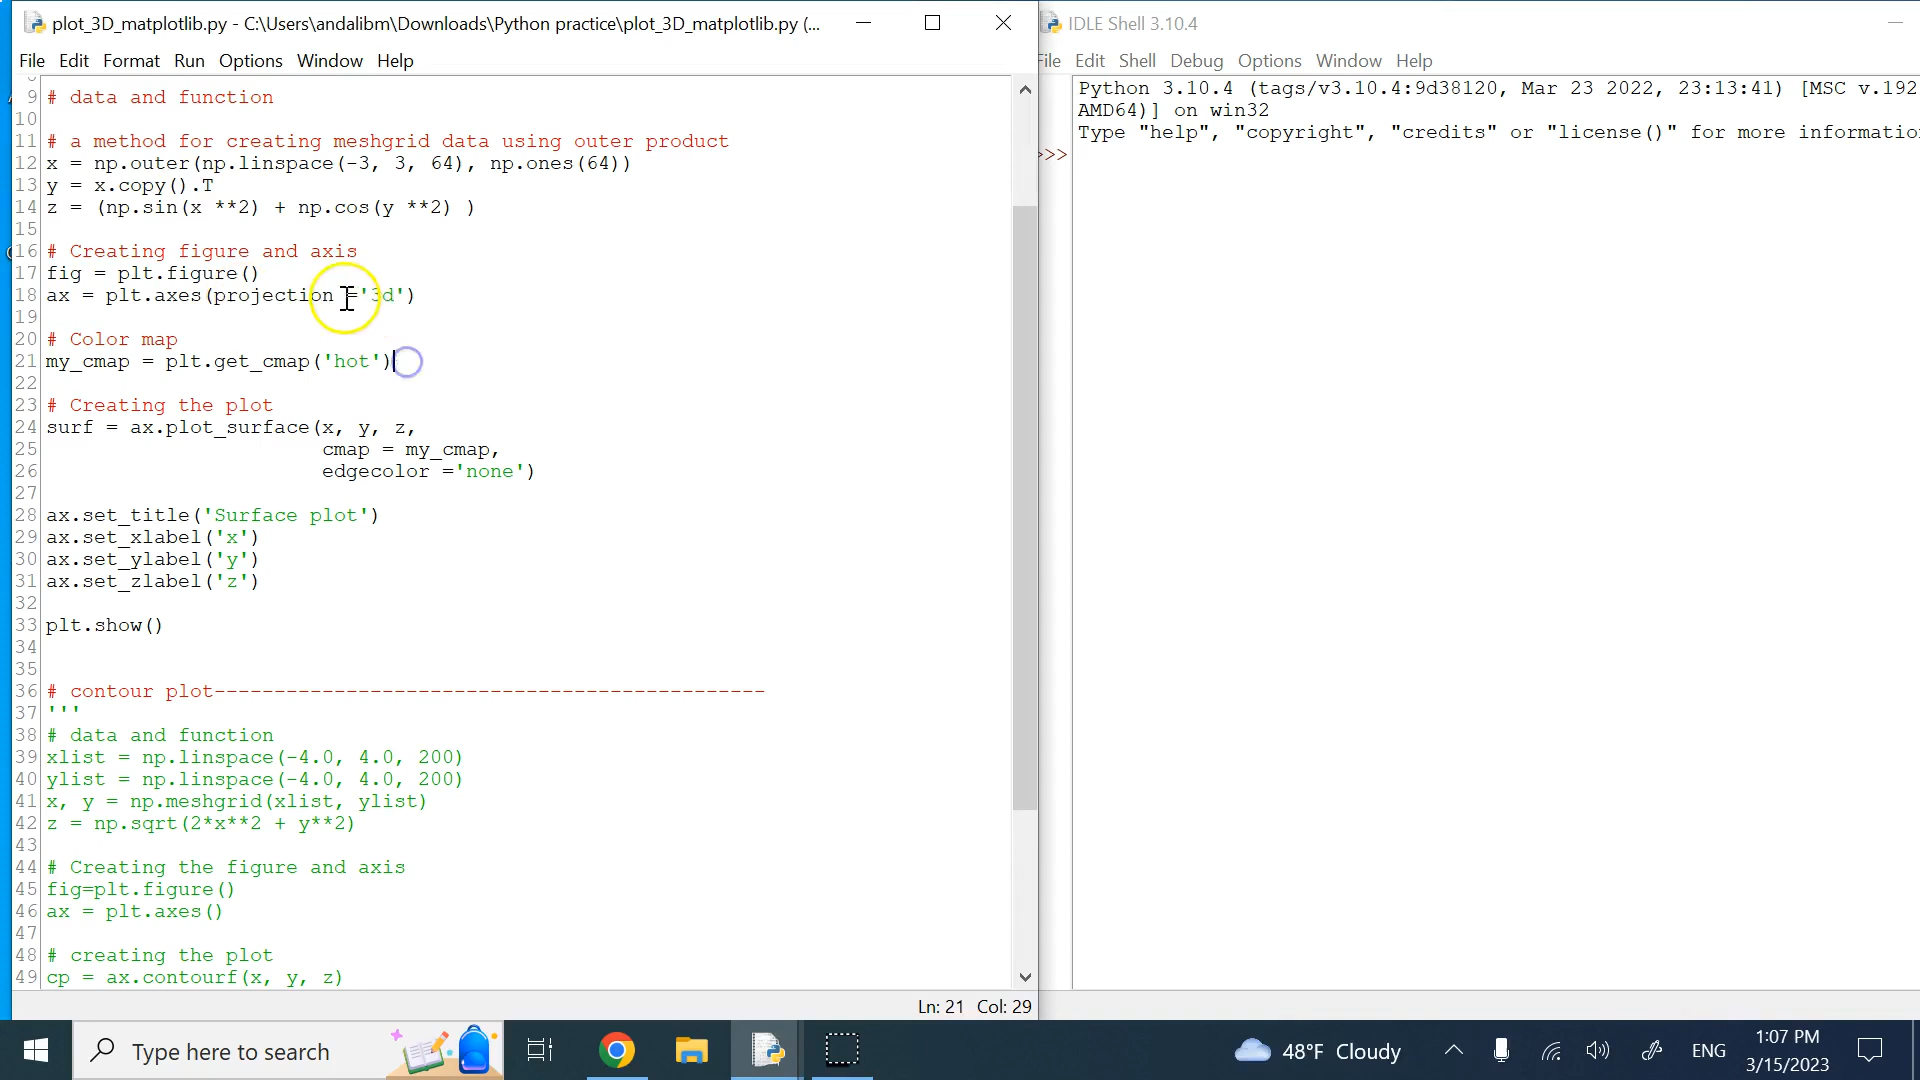 plot_3D_matplotlib.py - C:\Users\andalibm\Downloads\Python practice\plot_3D_matplotlib.py (...
File Edit Format Run Options Window Help
9 # data and function
10
11 # a method for creating meshgrid data using outer product
12 x = np.outer(np.linspace(-3, 3, 64), np.ones(64))
13 y = x.copy().T
14 z = (np.sin(x **2) + np.cos(y **2) )
15
16 # Creating figure and axis
17 fig = plt.figure()
18 ax = plt.axes(projection ='3d')
19
20 # Color map
21 my_cmap = plt.get_cmap('hot')
22
23 # Creating the plot
24 surf = ax.plot_surface(x, y, z,
25 cmap = my_cmap,
26 edgecolor ='none')
27
28 ax.set_title('Surface plot')
29 ax.set_xlabel('x')
30 ax.set_ylabel('y')
31 ax.set_zlabel('z')
32
33 plt.show()
34
35
36 # contour plot----------------------------------------------
37 '''
38 # data and function
39 xlist = np.linspace(-4.0, 4.0, 200)
40 ylist = np.linspace(-4.0, 4.0, 200)
41 x, y = np.meshgrid(xlist, ylist)
42 z = np.sqrt(2*x**2 + y**2)
43
44 # Creating the figure and axis
45 fig=plt.figure()
46 ax = plt.axes()
47
48 # creating the plot
49 cp = ax.contourf(x, y, z)
Ln: 21 Col: 29
IDLE Shell 3.10.4
File Edit Shell Debug Options Window Help
Python 3.10.4 (tags/v3.10.4:9d38120, Mar 23 2022, 23:13:41) [MSC v.192
AMD64)] on win32
Type "help", "copyright", "credits" or "license()" for more informatio
>>>
Type here to search
48°F Cloudy
ENG
1:07 PM
3/15/2023